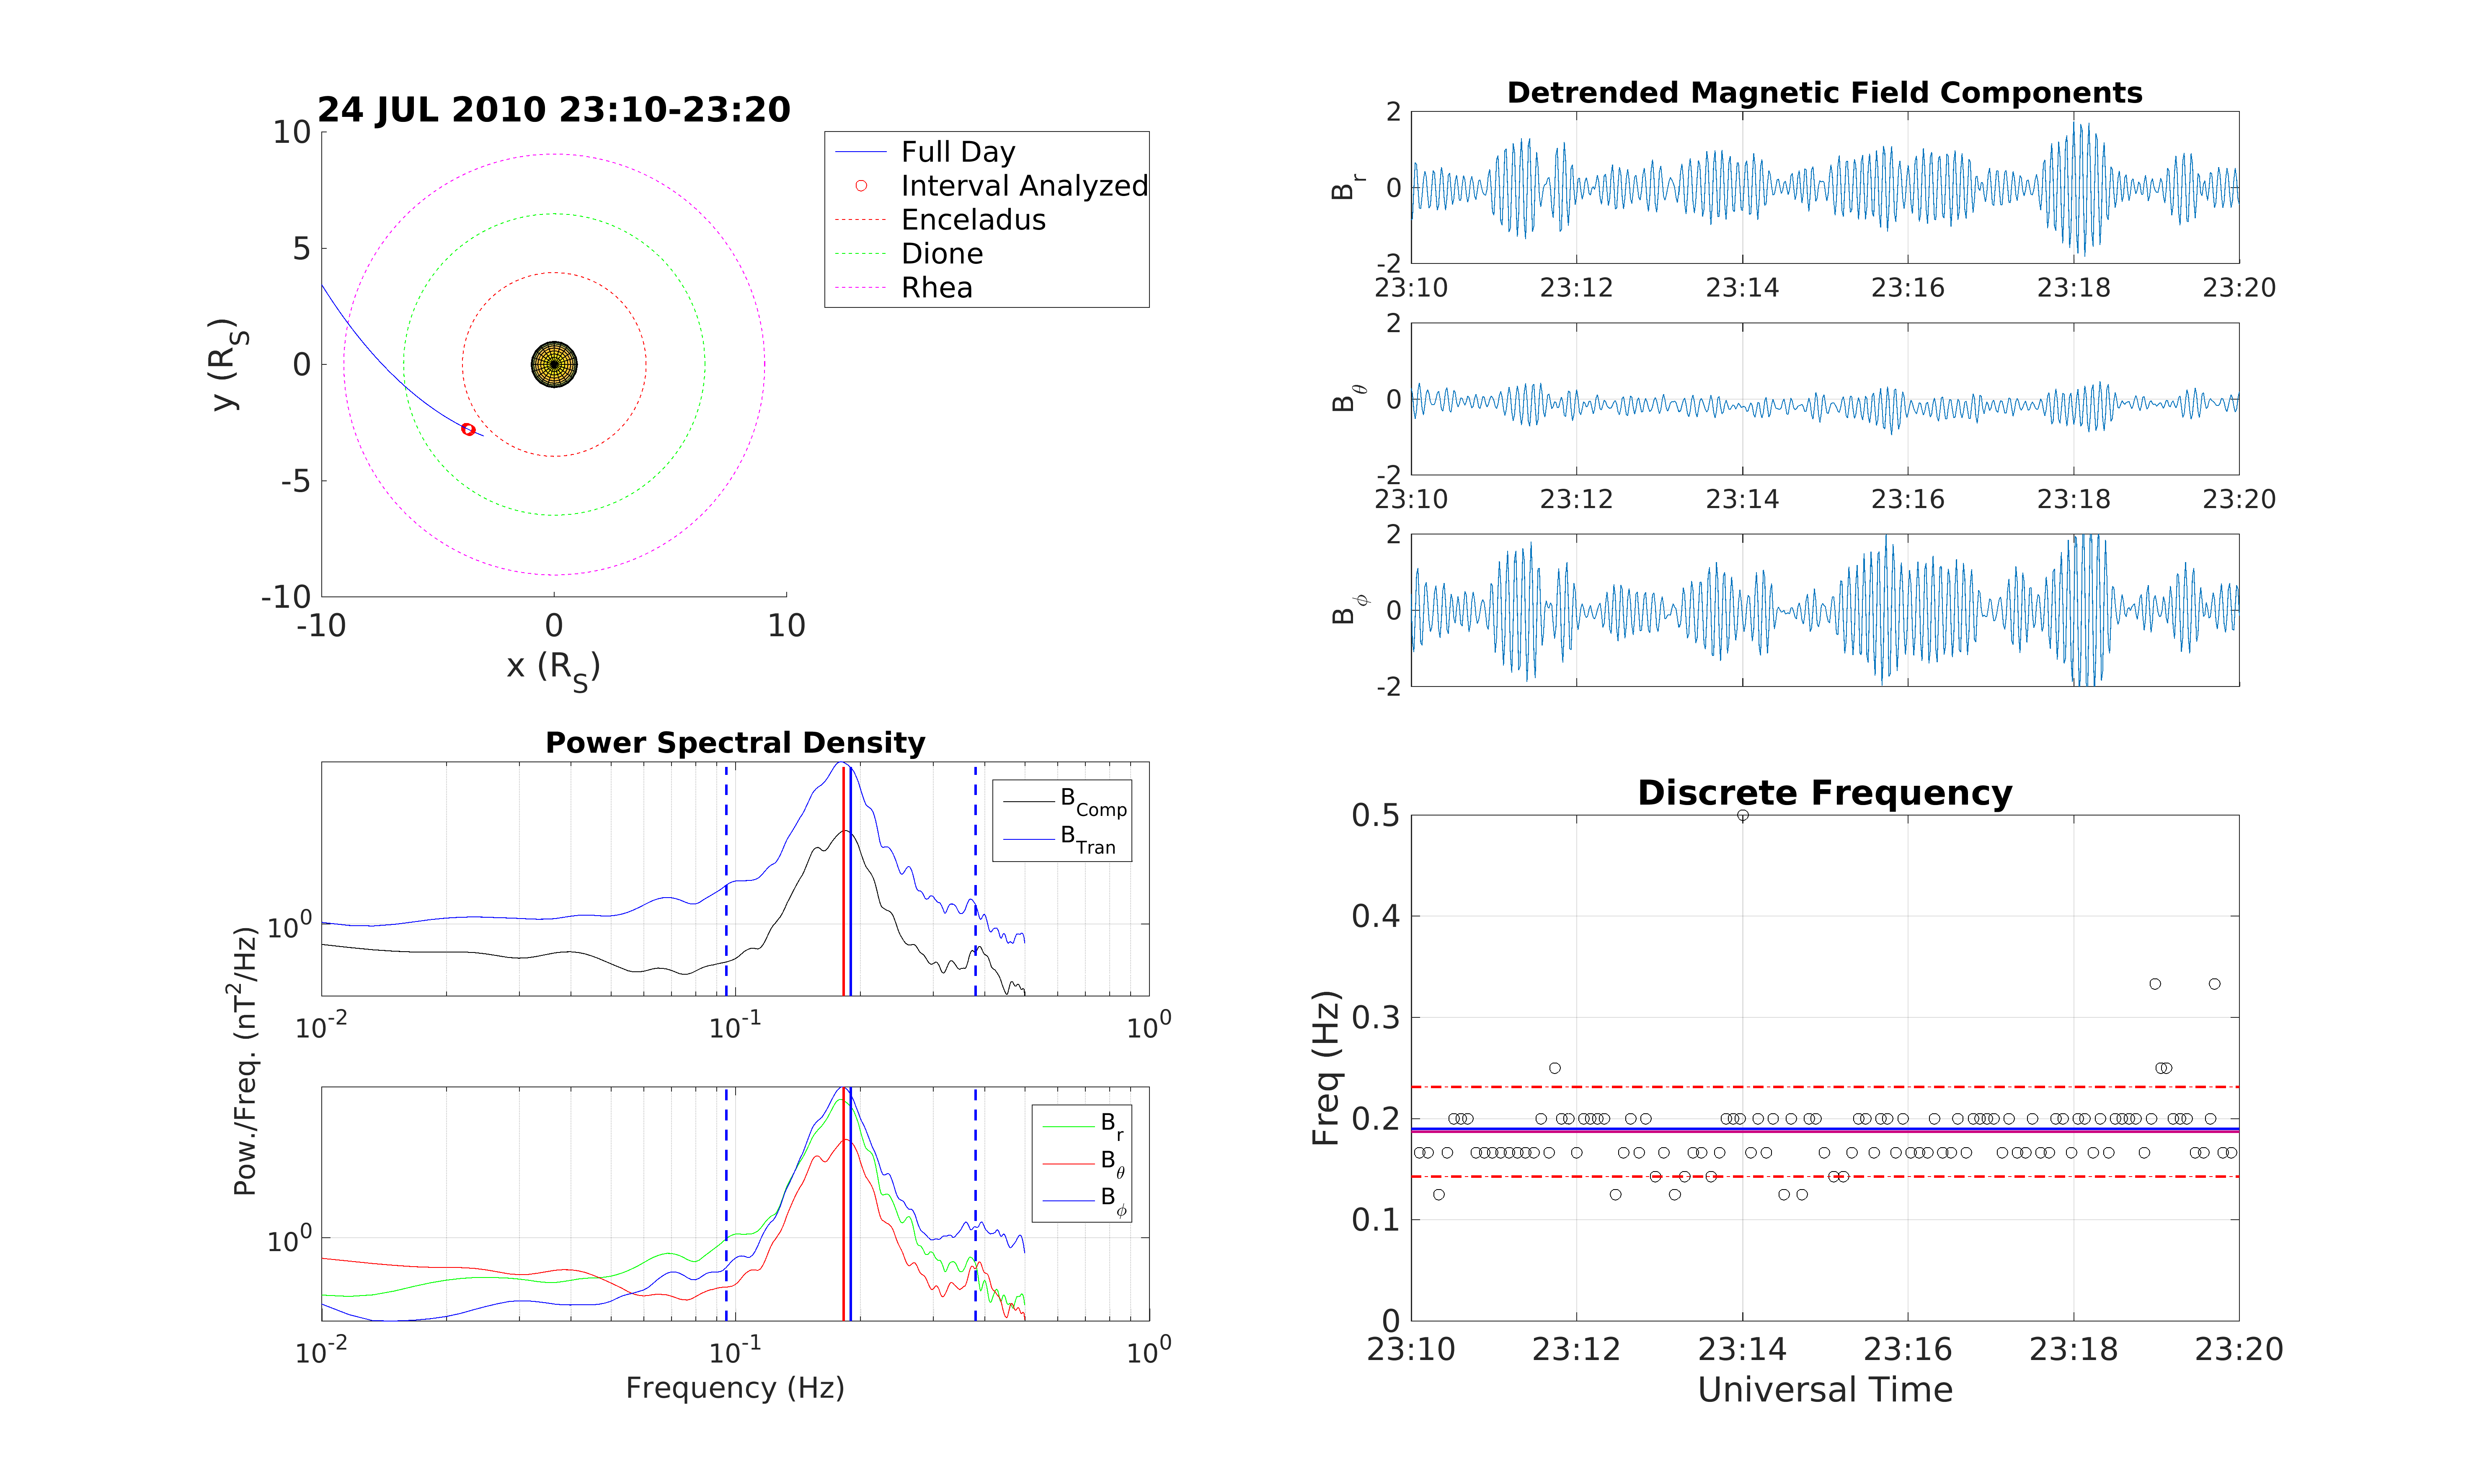 24 JUL 2010 23:10-23:20
10
5
0
-5
-10
-10 0 10
y (R_S)
x (R_S)
Full Day
Interval Analyzed
Enceladus
Dione
Rhea
Detrended Magnetic Field Components
2
0
-2
B_r
23:10 23:12 23:14 23:16 23:18 23:20
2
0
-2
B_θ
23:10 23:12 23:14 23:16 23:18 23:20
2
0
-2
B_ϕ
Power Spectral Density
10^0
B_Comp
B_Tran
10^-2 10^-1 10^0
Pow./Freq. (nT^2/Hz)
10^0
B_r
B_θ
B_ϕ
10^-2 10^-1 10^0
Frequency (Hz)
Discrete Frequency
0.5
0.4
0.3
0.2
0.1
0
Freq (Hz)
23:10 23:12 23:14 23:16 23:18 23:20
Universal Time